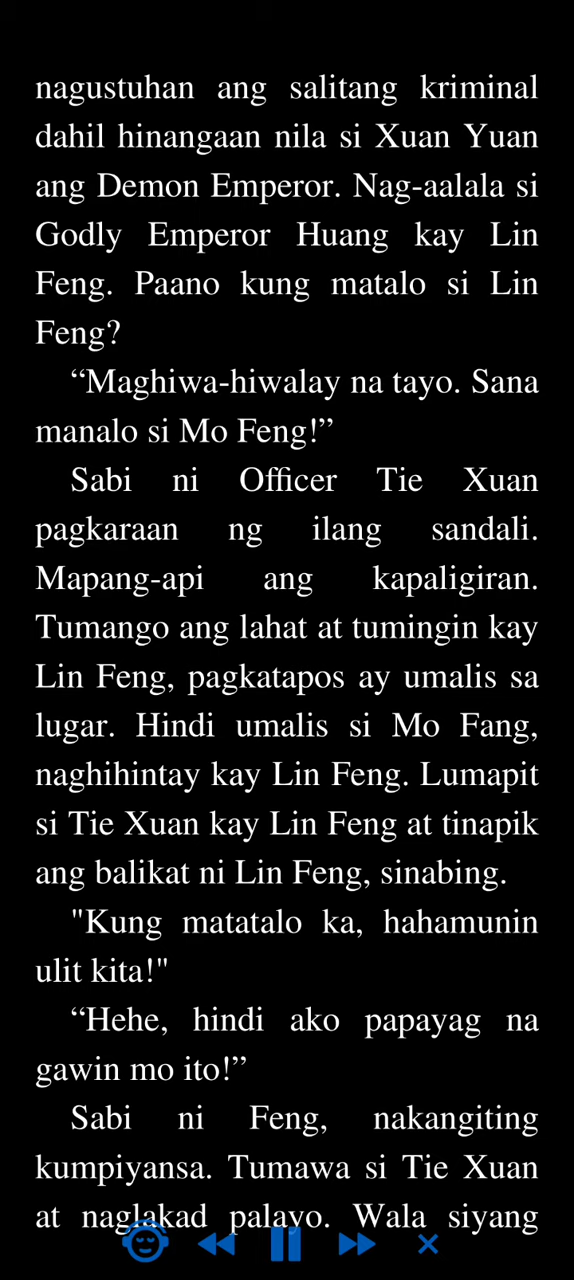 nagustuhan ang salitang kriminal
dahil hinangaan nila si Xuan Yuan
ang Demon Emperor. Nag-aalala si
Godly Emperor Huang kay Lin
Feng. Paano kung matalo si Lin
Feng?
“Maghiwa-hiwalay na tayo. Sana
manalo si Mo Feng!”
Sabi ni Officer Tie Xuan
pagkaraan ng ilang sandali.
Mapang-api ang kapaligiran.
Tumango ang lahat at tumingin kay
Lin Feng, pagkatapos ay umalis sa
lugar. Hindi umalis si Mo Fang,
naghihintay kay Lin Feng. Lumapit
si Tie Xuan kay Lin Feng at tinapik
ang balikat ni Lin Feng, sinabing.
"Kung matatalo ka, hahamunin
ulit kita!"
“Hehe, hindi ako papayag na
gawin mo ito!”
Sabi ni Feng, nakangiting
kumpiyansa. Tumawa si Tie Xuan
at naglakad palayo. Wala siyang